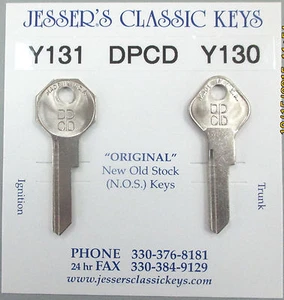 JESSER'S CLASSIC KEYS
Y131 DPCD Y130
"ORIGINAL"
New Old Stock
(N.O.S.) Keys
Ignition
Trunk
PHONE 330-376-8181
24 hr FAX 330-384-9129
www.jessersclassickeys.com